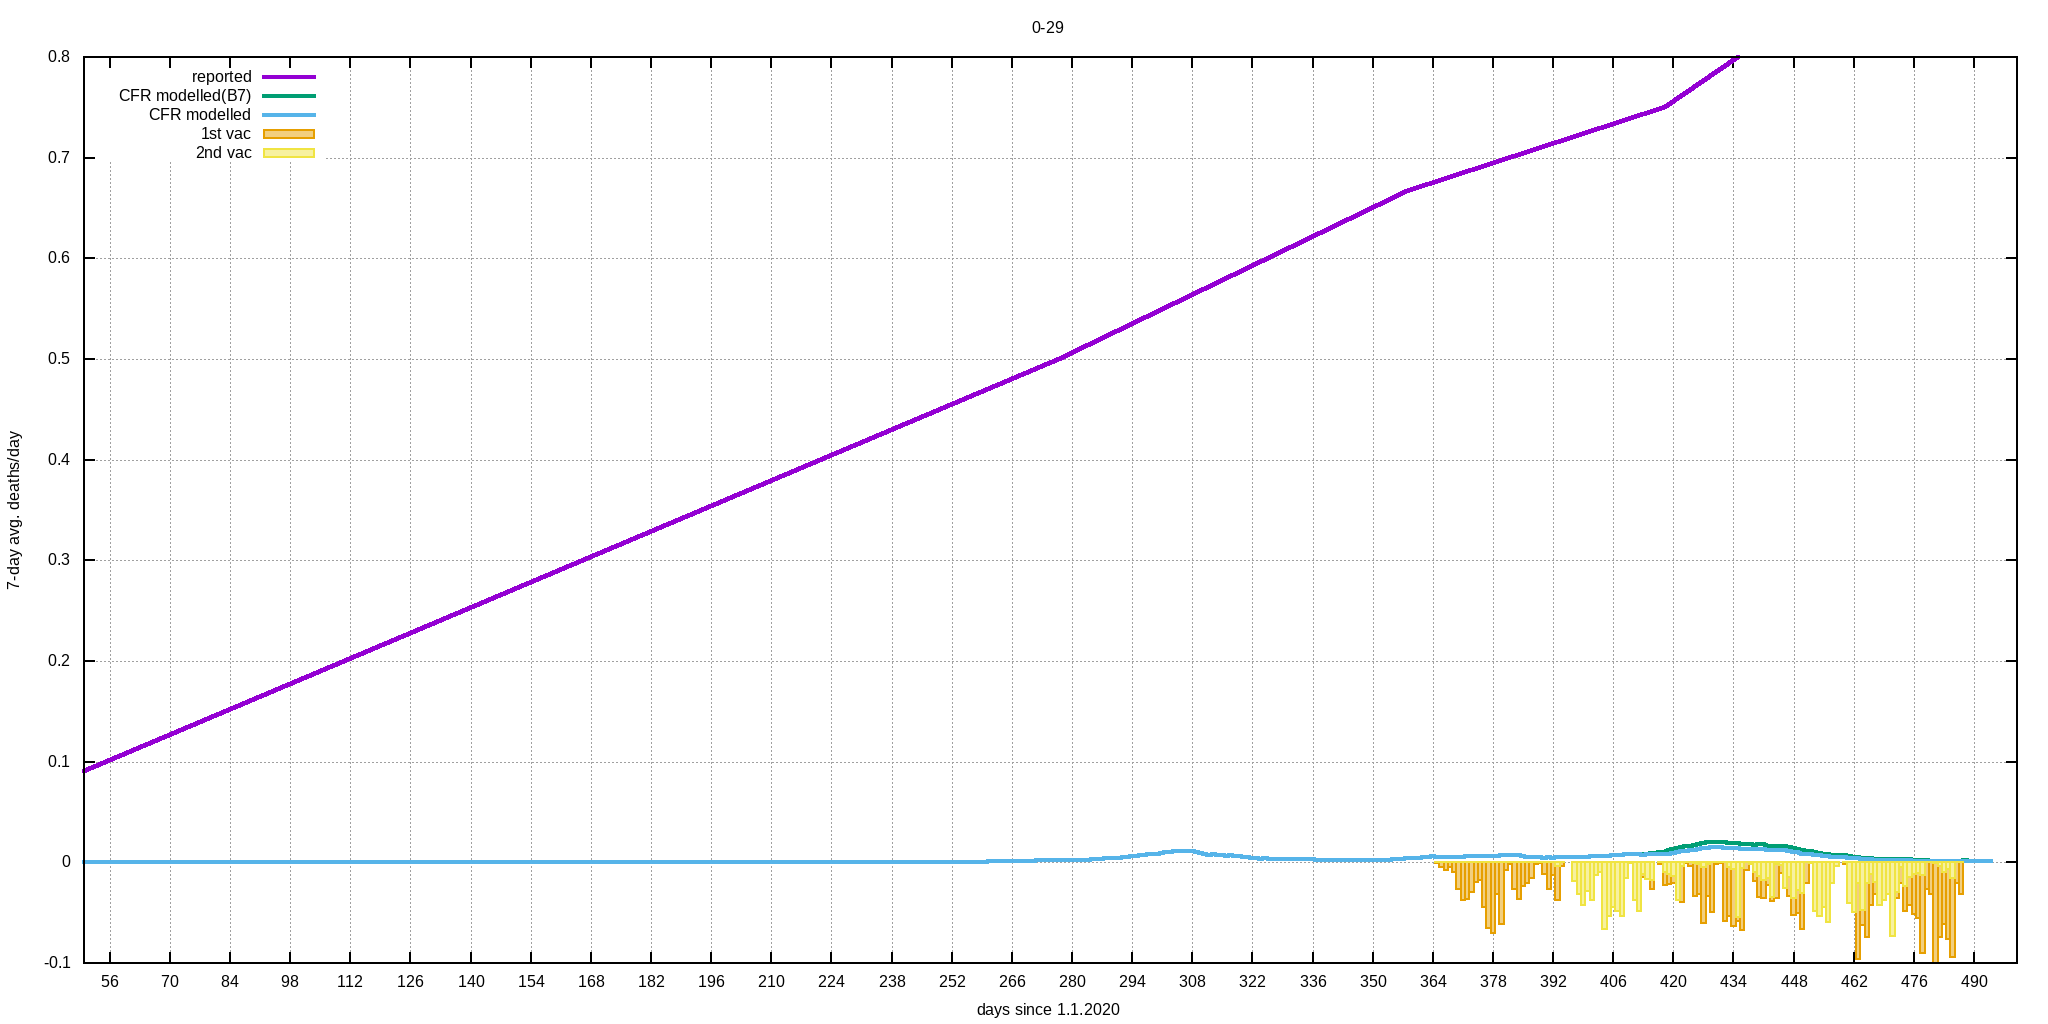 0-29
0.8
0.7
0.6
0.5
0.4
0.3
0.2
0.1
0
-0.1
7-day avg. deaths/day
reported
CFR modelled(B7)
CFR modelled
1st vac
2nd vac
56 70 84 98 112 126 140 154 168 182 196 210 224 238 252 266 280 294 308 322 336 350 364 378 392 406 420 434 448 462 476 490
days since 1.1.2020